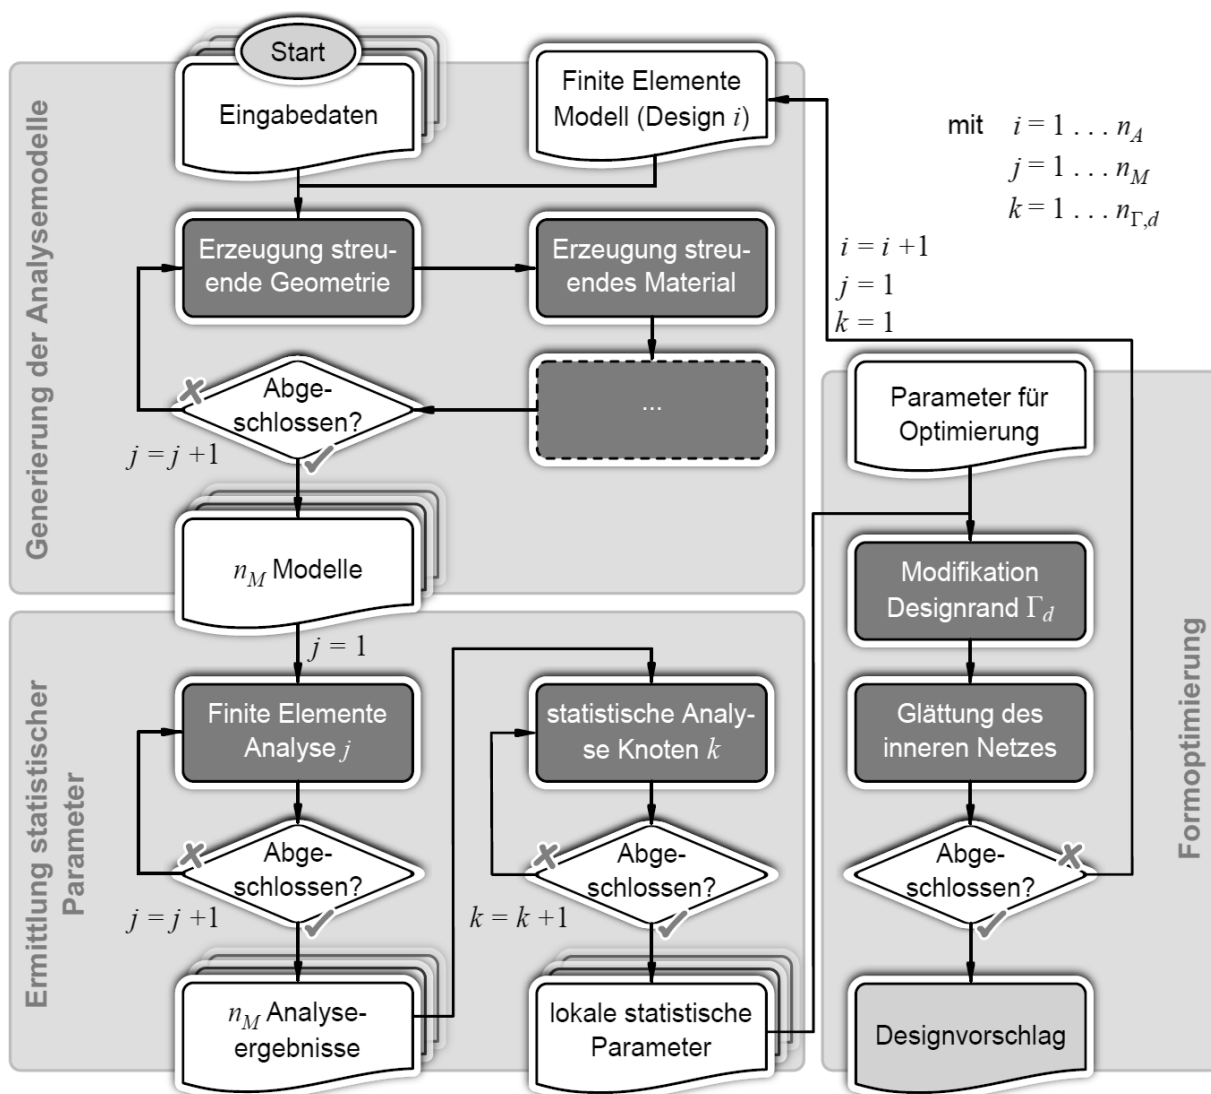 Start
Eingabedaten
Finite Elemente
Modell (Design i)
mit i = 1 . . . n_A
j = 1 . . . n_M
k = 1 . . . n_Γ,d
Generierung der Analysemodelle
Erzeugung streu-
ende Geometrie
Erzeugung streu-
endes Material
i = i +1
j = 1
k = 1
Abge-
schlossen?
...
j = j +1
n_M Modelle
Parameter für
Optimierung
Modifikation
Designrand Γ_d
Glättung des
inneren Netzes
Abge-
schlossen?
Designvorschlag
Formoptimierung
Ermittlung statistischer
Parameter
j = 1
Finite Elemente
Analyse j
Abge-
schlossen?
j = j +1
n_M Analyse-
ergebnisse
statistische Analy-
se Knoten k
Abge-
schlossen?
k = k +1
lokale statistische
Parameter